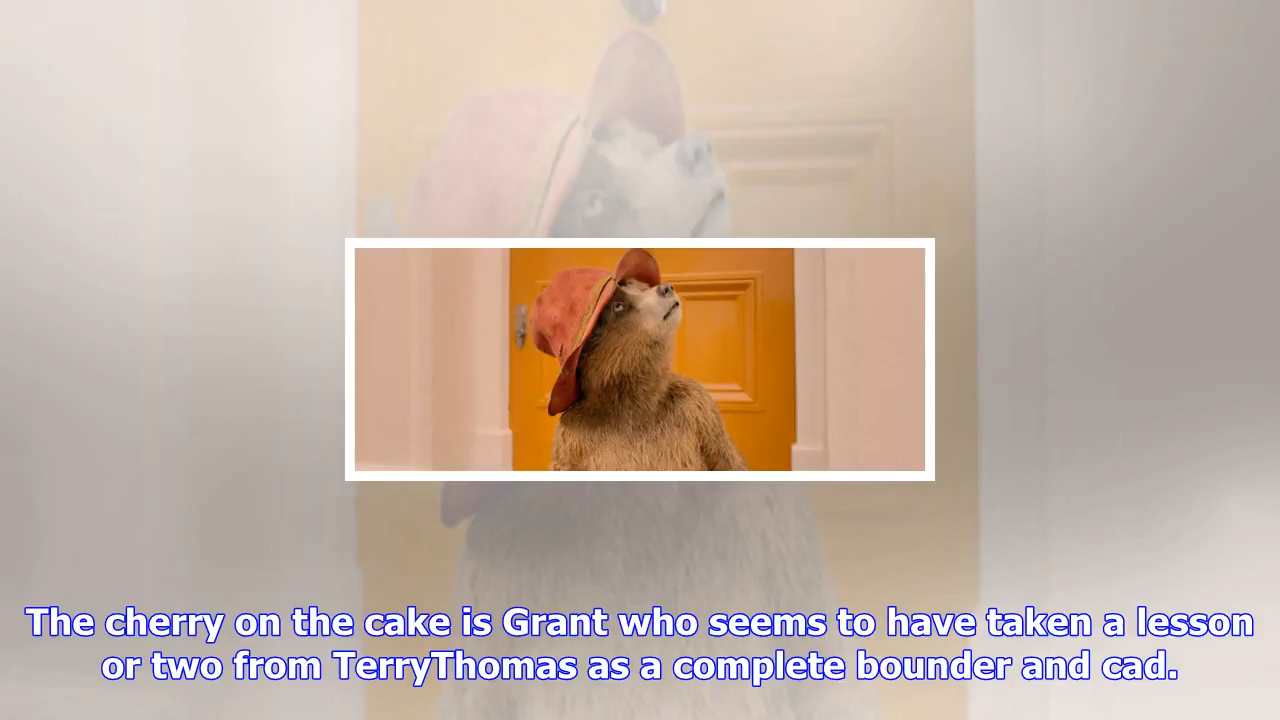 The cherry on the cake is Grant who seems to have taken a lesson
or two from TerryThomas as a complete bounder and cad.